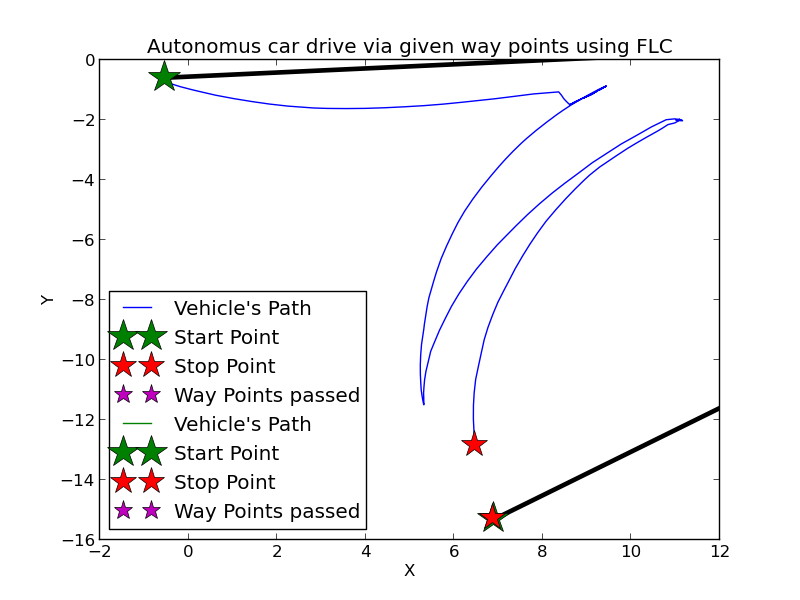 Autonomus car drive via given way points using FLC
0
−2
−4
−6
−8
−10
−12
−14
−16
Y
Vehicle's Path
Start Point
Stop Point
Way Points passed
Vehicle's Path
Start Point
Stop Point
Way Points passed
−2 0 2 4 6 8 10 12
X